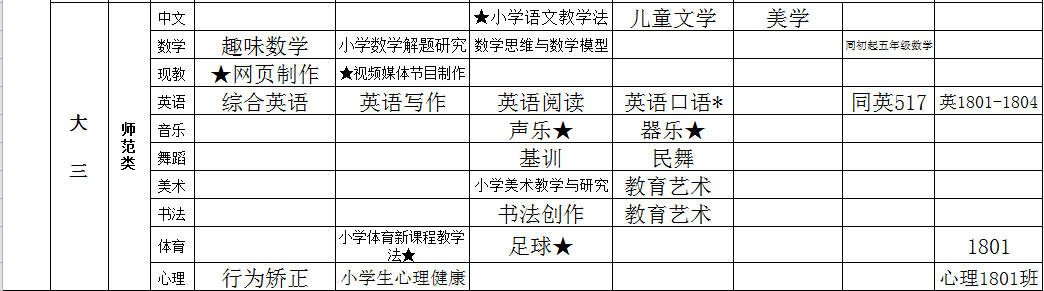 大三
师范类
中文 ★小学语文教学法 儿童文学 美学
数学 趣味数学 小学数学解题研究 数学思维与数学模型 同初起五年级数学
现教 ★网页制作 ★视频媒体节目制作
英语 综合英语 英语写作 英语阅读 英语口语* 同英517 英1801-1804
音乐 声乐★ 器乐★
舞蹈 基训 民舞
美术 小学美术教学与研究 教育艺术
书法 书法创作 教育艺术
体育 小学体育新课程教学
法★ 足球★ 1801
心理 行为矫正 小学生心理健康 心理1801班